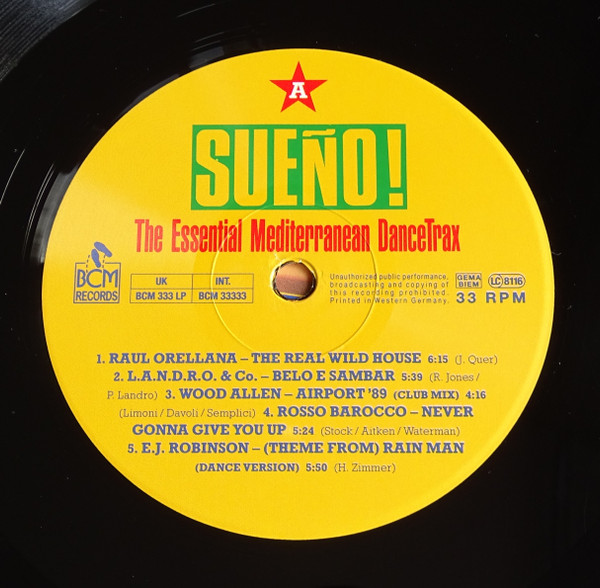 A
SUEÑO!
The Essential Mediterranean DanceTrax
BCM
RECORDS
UK INT.
BCM 333 LP BCM 33333
Unauthorized public performance,
broadcasting and copying of
this recording prohibited.
Printed in Western Germany.
GEMA
BIEM
LC 8116
33 RPM
1. RAUL ORELLANA – THE REAL WILD HOUSE 6:15 (J. Quer)
2. L.A.N.D.R.O. & Co. – BELO E SAMBAR 5:39 (R. Jones /
P. Landro) 3. WOOD ALLEN – AIRPORT '89 (CLUB MIX) 4:16
(Limoni / Davoli / Semplici) 4. ROSSO BAROCCO – NEVER
GONNA GIVE YOU UP 5:24 (Stock / Aitken / Waterman)
5. E.J. ROBINSON – (THEME FROM) RAIN MAN
(DANCE VERSION) 5:50 (H. Zimmer)